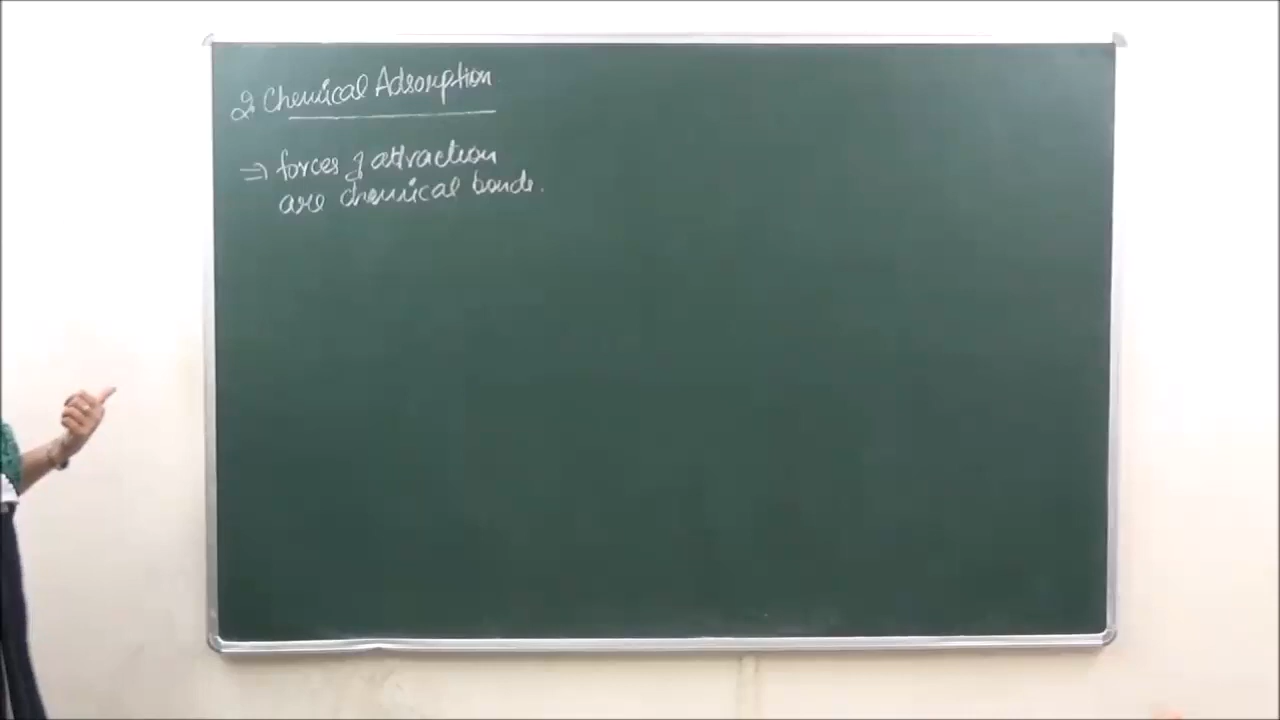 2. Chemical Adsorption
⇒ forces of attraction
are chemical bonds.